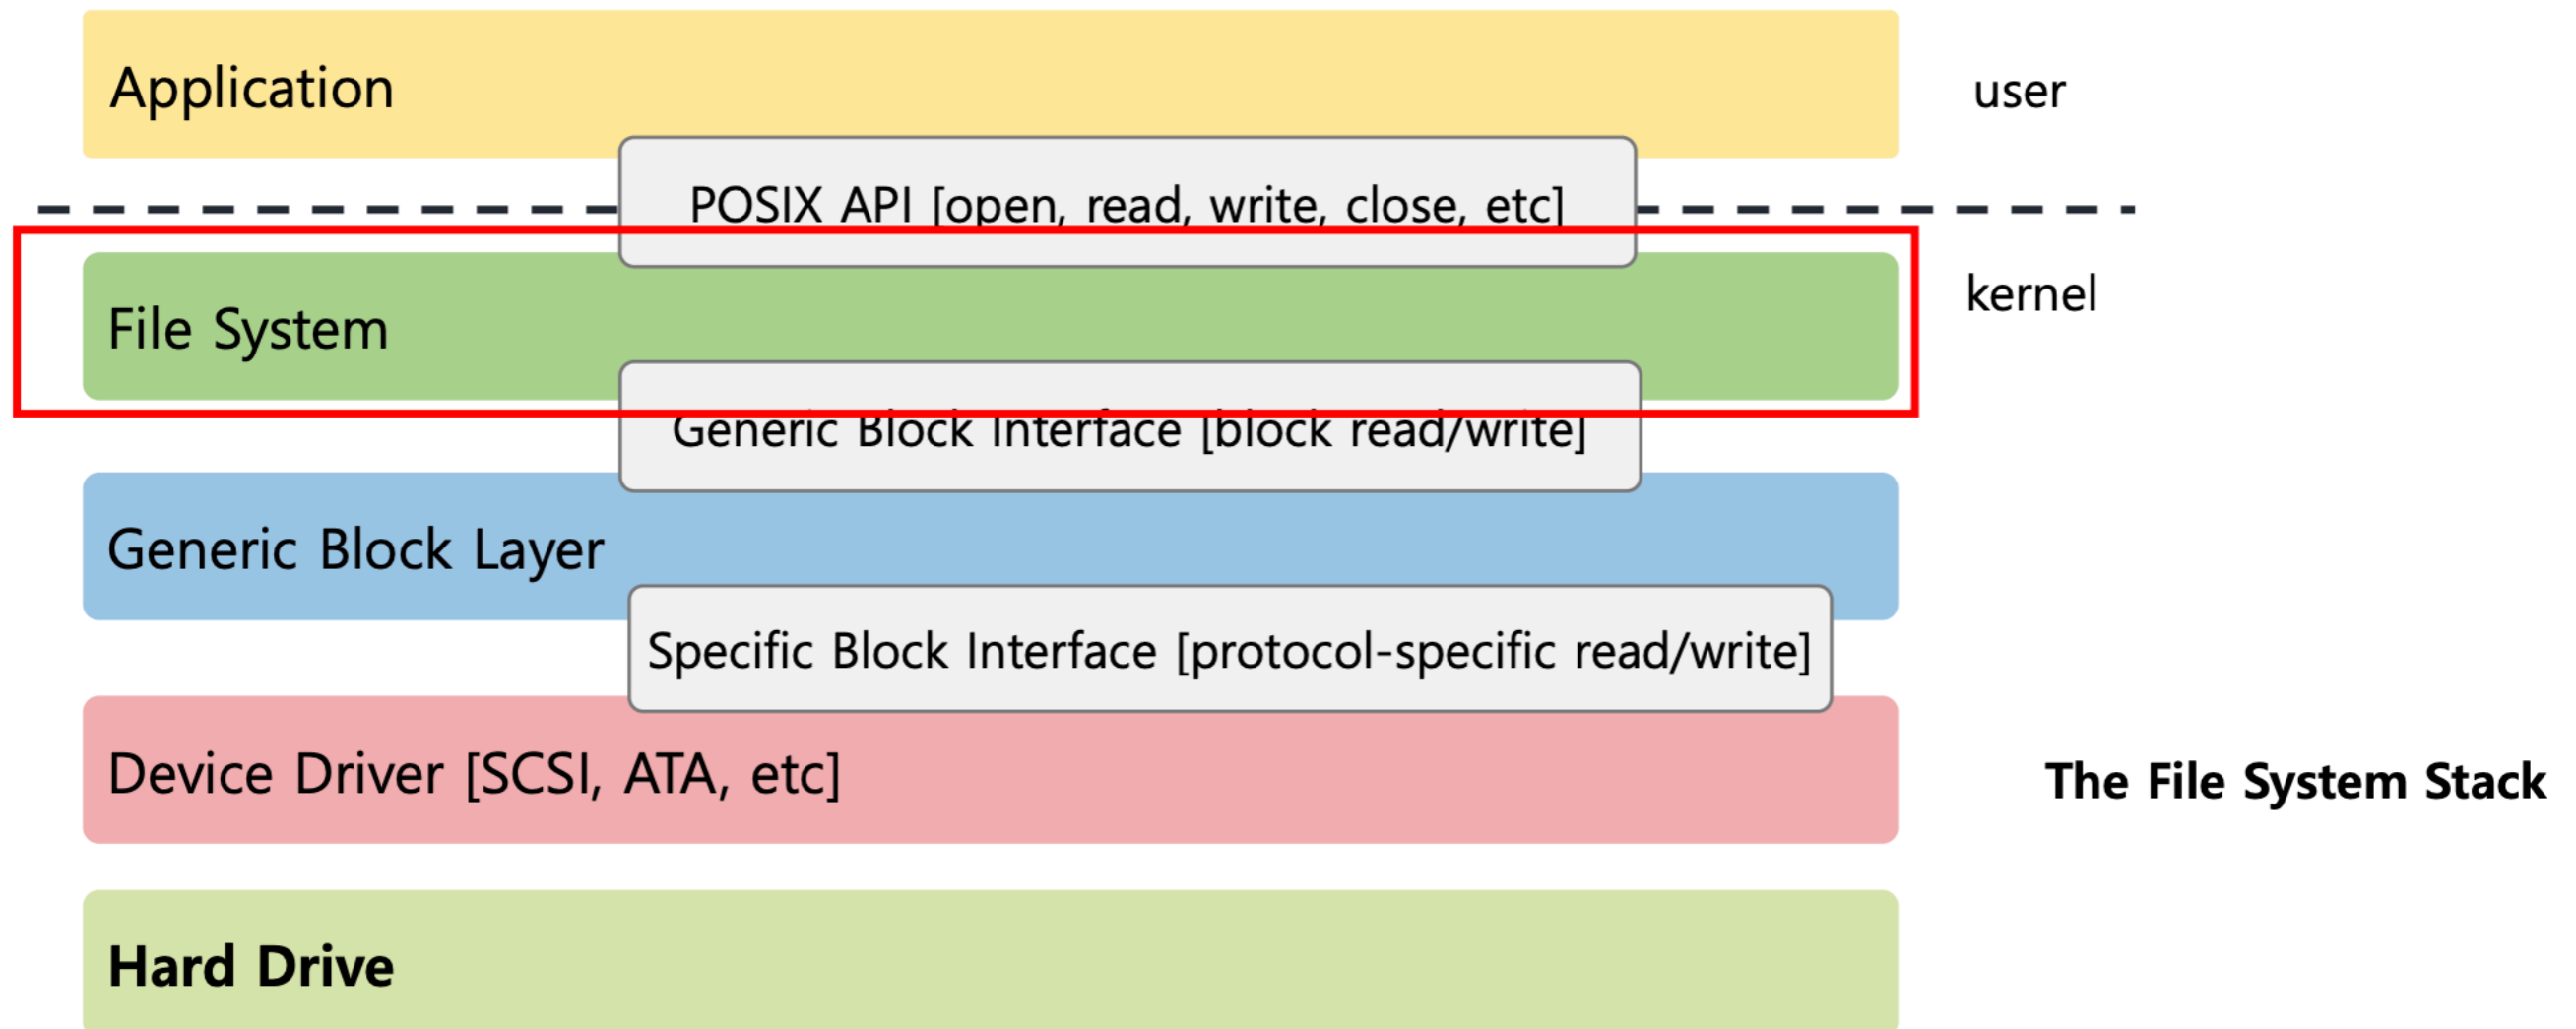 Application
user
POSIX API [open, read, write, close, etc]
kernel
File System
Generic Block Interface [block read/write]
Generic Block Layer
Specific Block Interface [protocol-specific read/write]
Device Driver [SCSI, ATA, etc]
The File System Stack
Hard Drive